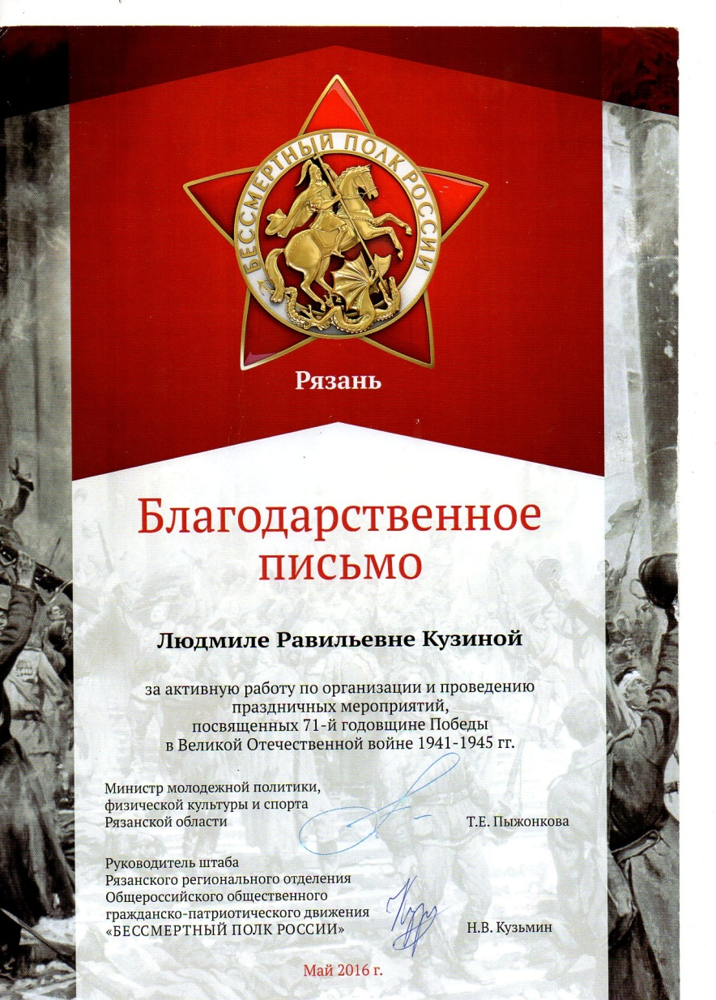 БЕССМЕРТНЫЙ ПОЛК РОССИИ
Рязань
Благодарственное
письмо
Людмиле Равильевне Кузиной
за активную работу по организации и проведению
праздничных мероприятий,
посвященных 71-й годовщине Победы
в Великой Отечественной войне 1941-1945 гг.
Министр молодежной политики,
физической культуры и спорта
Рязанской области
Т.Е. Пыжонкова
Руководитель штаба
Рязанского регионального отделения
Общероссийского общественного
гражданско-патриотического движения
«БЕССМЕРТНЫЙ ПОЛК РОССИИ»
Н.В. Кузьмин
Май 2016 г.